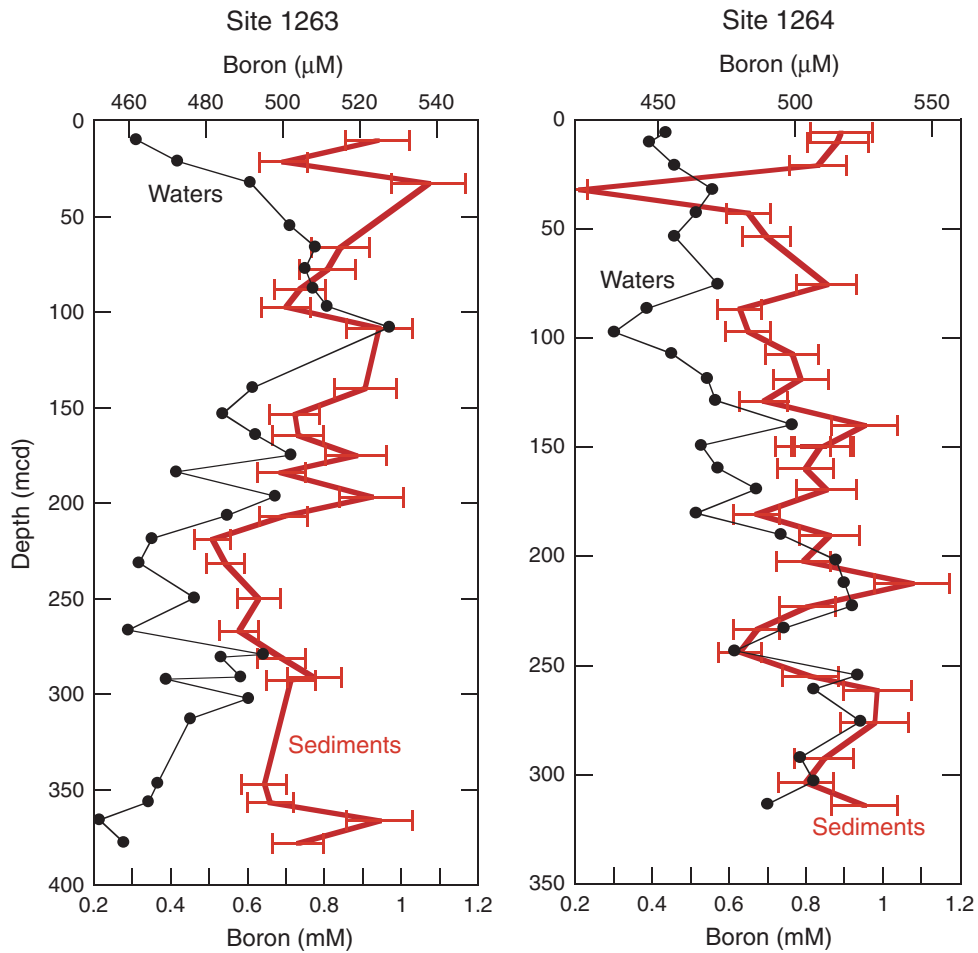 Site 1263
Boron (μM)
460 480 500 520 540
0
50
100
150
200
250
300
350
400
Depth (mcd)
Waters
Sediments
0.2 0.4 0.6 0.8 1 1.2
Boron (mM)
Site 1264
Boron (μM)
450 500 550
0
50
100
150
200
250
300
350
Waters
Sediments
0.2 0.4 0.6 0.8 1 1.2
Boron (mM)